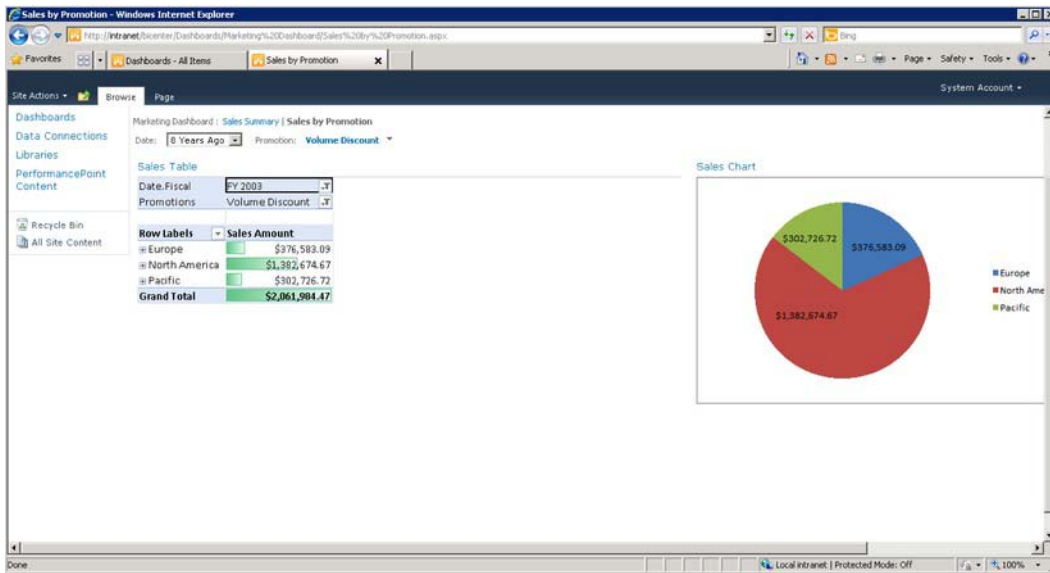 Sales by Promotion - Windows Internet Explorer
http://intranet/bicenter/Dashboards/Marketing%20Dashboard/Sales%20by%20Promotion.aspx
Bing
Favorites
Dashboards - All Items
Sales by Promotion
Page
Safety
Tools
System Account
Site Actions
Browse
Page
Dashboards
Data Connections
Libraries
PerformancePoint
Content
Recycle Bin
All Site Content
Marketing Dashboard : Sales Summary | Sales by Promotion
Date: 8 Years Ago Promotion: Volume Discount
Sales Table
Date.Fiscal FY 2003
Promotions Volume Discount
Row Labels Sales Amount
Europe $376,583.09
North America $1,382,674.67
Pacific $302,726.72
Grand Total $2,061,984.47
Sales Chart
$302,726.72
$376,583.09
$1,382,674.67
Europe
North Ame
Pacific
Done
Local intranet | Protected Mode: Off
100%